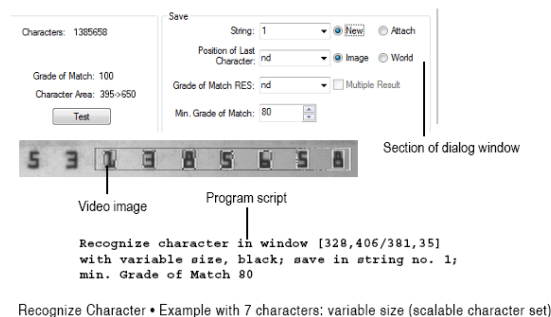 Save
Characters: 1385658
String: 1 New Attach
Position of Last Character: nd Image World
Grade of Match: 100
Grade of Match RES: nd Multiple Result
Character Area: 395->650
Min. Grade of Match: 80
Test
Section of dialog window
5 3 1 3 8 5 6 5 8
Video image
Program script
Recognize character in window [328,406/381,35]
with variable size, black; save in string no. 1;
min. Grade of Match 80
Recognize Character • Example with 7 characters: variable size (scalable character set)